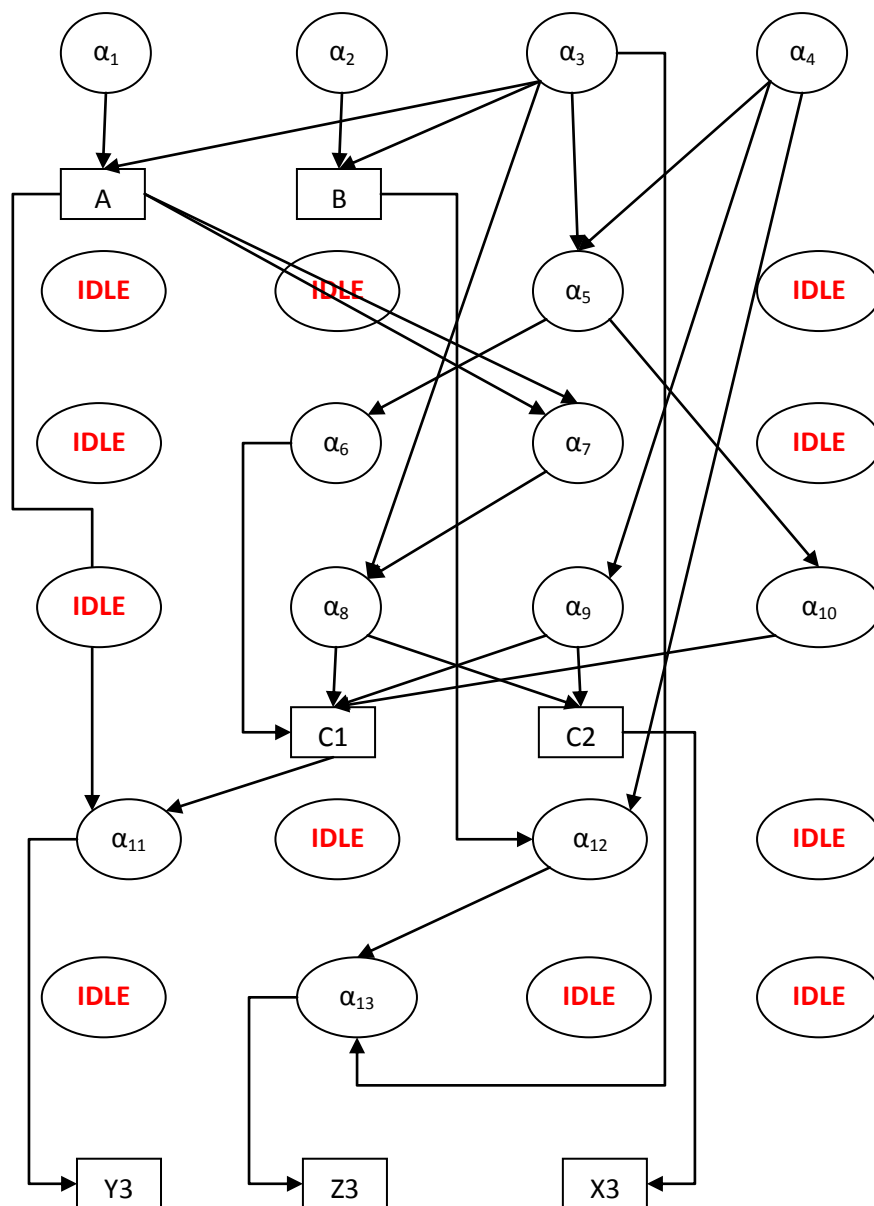 α₁ α₂ α₃ α₄
A B
IDLE IDLE α₅ IDLE
IDLE α₆ α₇ IDLE
IDLE α₈ α₉ α₁₀
C1 C2
α₁₁ IDLE α₁₂ IDLE
IDLE α₁₃ IDLE IDLE
Y3 Z3 X3